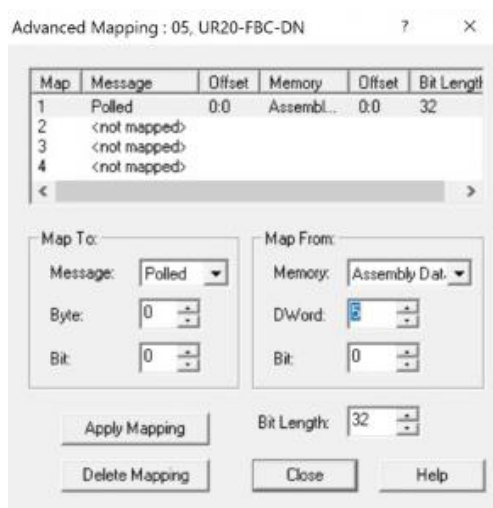 Advanced Mapping : 05, UR20-FBC-DN ? ×
Map Message Offset Memory Offset Bit Length
1 Polled 0:0 Assembl... 0:0 32
2 <not mapped>
3 <not mapped>
4 <not mapped>
Map To: Map From:
Message: Polled Memory: Assembly Dat.
Byte: 0 DWord: 5
Bit: 0 Bit: 0
Apply Mapping Bit Length: 32
Delete Mapping Close Help